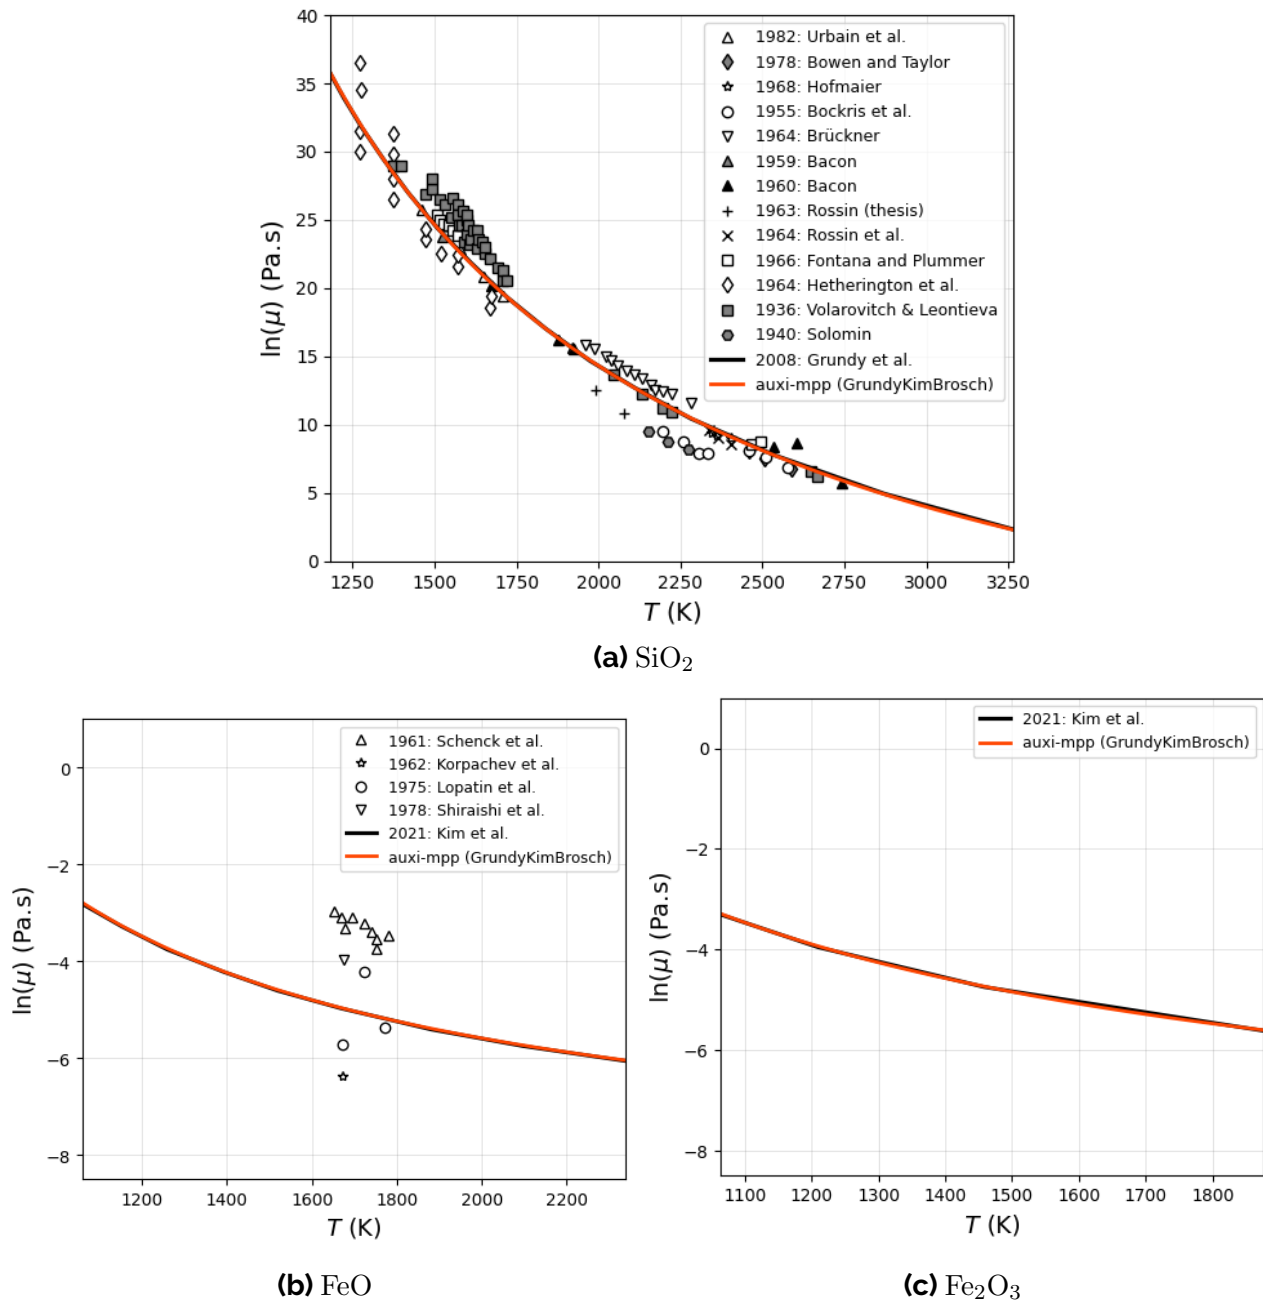 40
35
30
25
20
15
10
5
0
ln(μ) (Pa.s)
1982: Urbain et al.
1978: Bowen and Taylor
1968: Hofmaier
1955: Bockris et al.
1964: Brückner
1959: Bacon
1960: Bacon
1963: Rossin (thesis)
1964: Rossin et al.
1966: Fontana and Plummer
1964: Hetherington et al.
1936: Volarovitch & Leontieva
1940: Solomin
2008: Grundy et al.
auxi-mpp (GrundyKimBrosch)
1250 1500 1750 2000 2250 2500 2750 3000 3250
T (K)
(a) SiO₂
0
−2
−4
−6
−8
ln(μ) (Pa.s)
1961: Schenck et al.
1962: Korpachev et al.
1975: Lopatin et al.
1978: Shiraishi et al.
2021: Kim et al.
auxi-mpp (GrundyKimBrosch)
1200 1400 1600 1800 2000 2200
T (K)
(b) FeO
0
−2
−4
−6
−8
ln(μ) (Pa.s)
2021: Kim et al.
auxi-mpp (GrundyKimBrosch)
1100 1200 1300 1400 1500 1600 1700 1800
T (K)
(c) Fe₂O₃